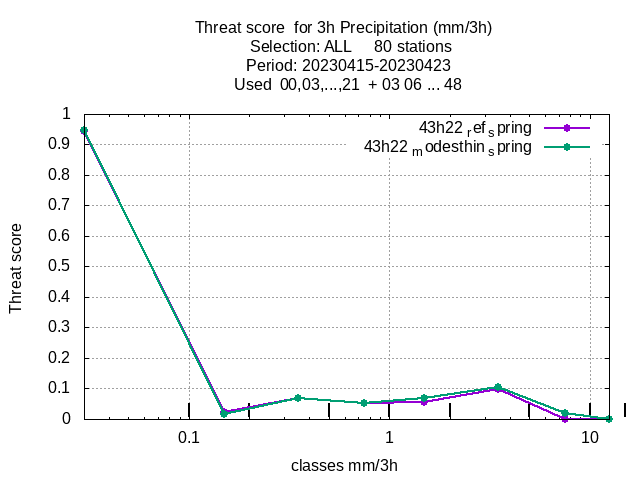 Threat score  for 3h Precipitation (mm/3h)
Selection: ALL     80 stations
Period: 20230415-20230423
Used  00,03,...,21  + 03 06 ... 48
43h22 ref spring
43h22 modesthin spring
1
0.9
0.8
0.7
0.6
0.5
0.4
0.3
0.2
0.1
0
Threat score
0.1
1
10
classes mm/3h